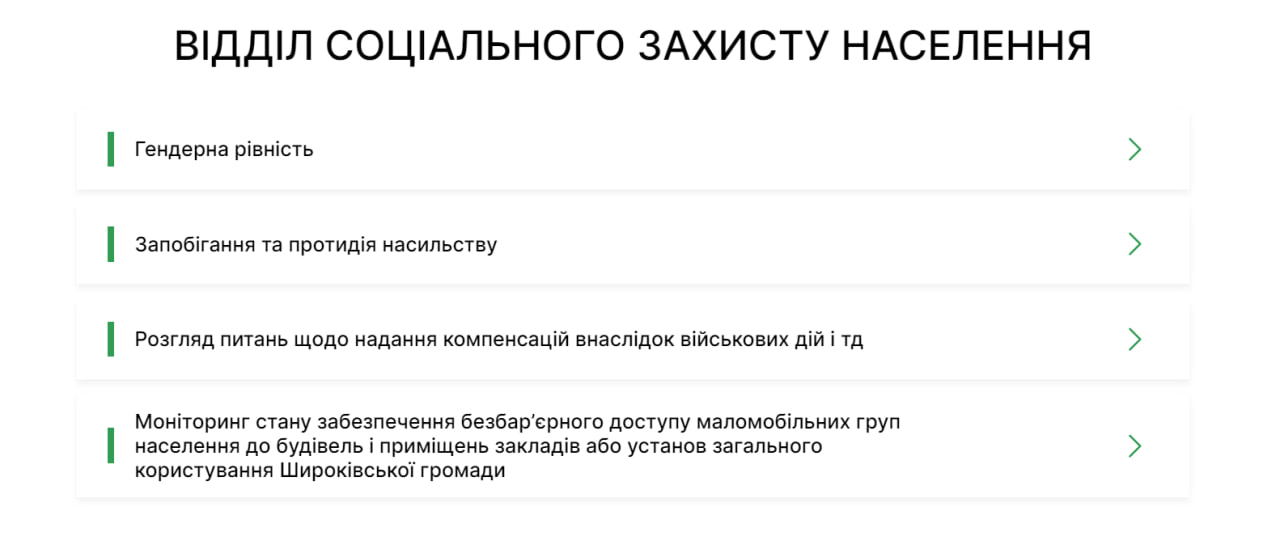 ВІДДІЛ СОЦІАЛЬНОГО ЗАХИСТУ НАСЕЛЕННЯ
Гендерна рівність
Запобігання та протидія насильству
Розгляд питань щодо надання компенсацій внаслідок військових дій і тд
Моніторинг стану забезпечення безбар’єрного доступу маломобільних груп
населення до будівель і приміщень закладів або установ загального
користування Широківської громади